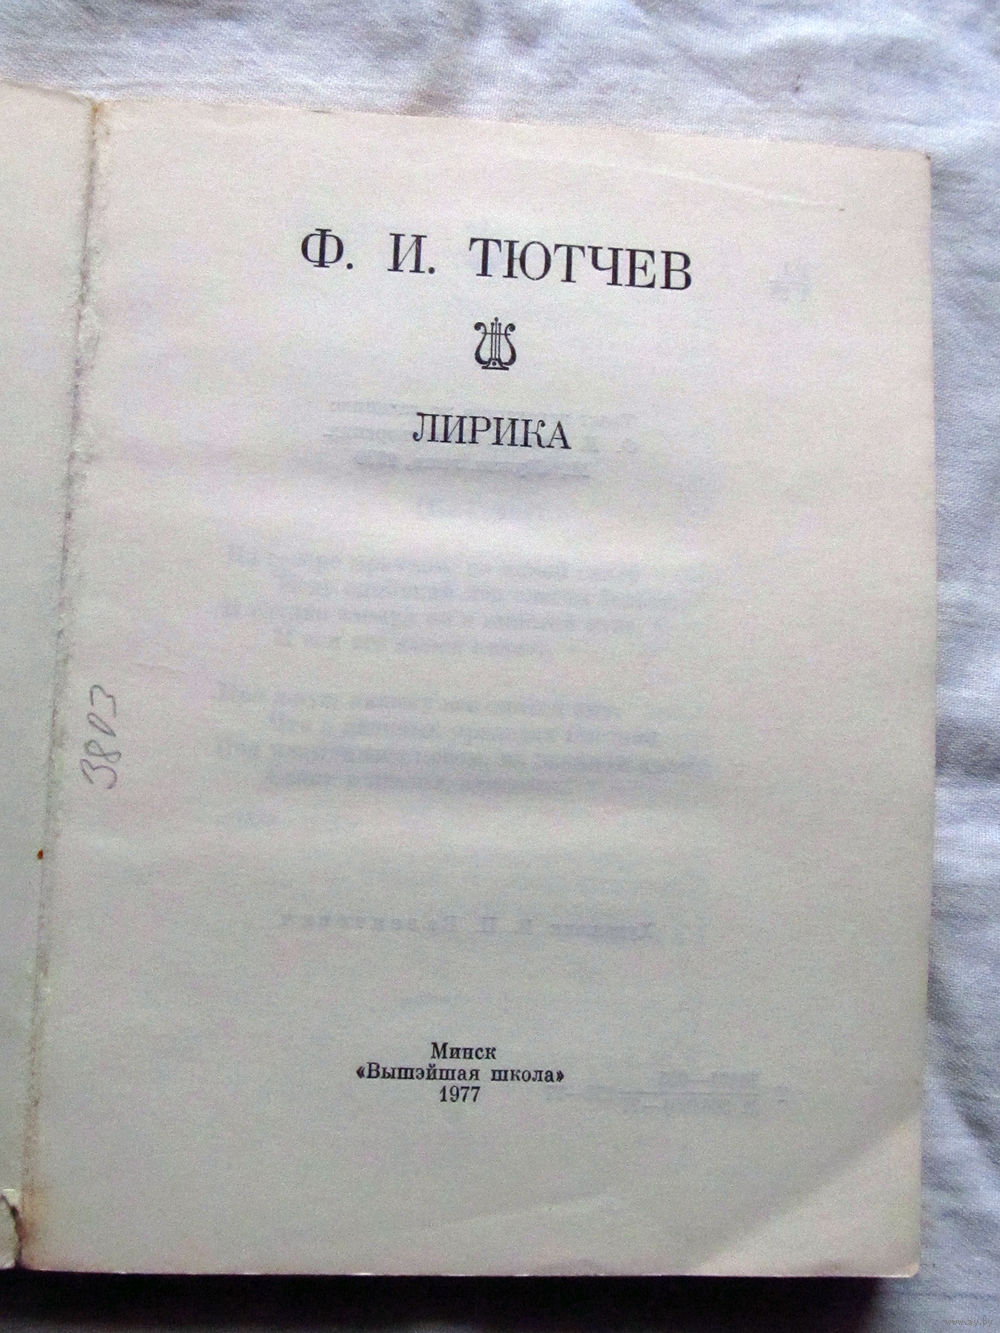 Ф. И. ТЮТЧЕВ
ЛИРИКА
3803
Минск
«Вышэйшая школа»
1977